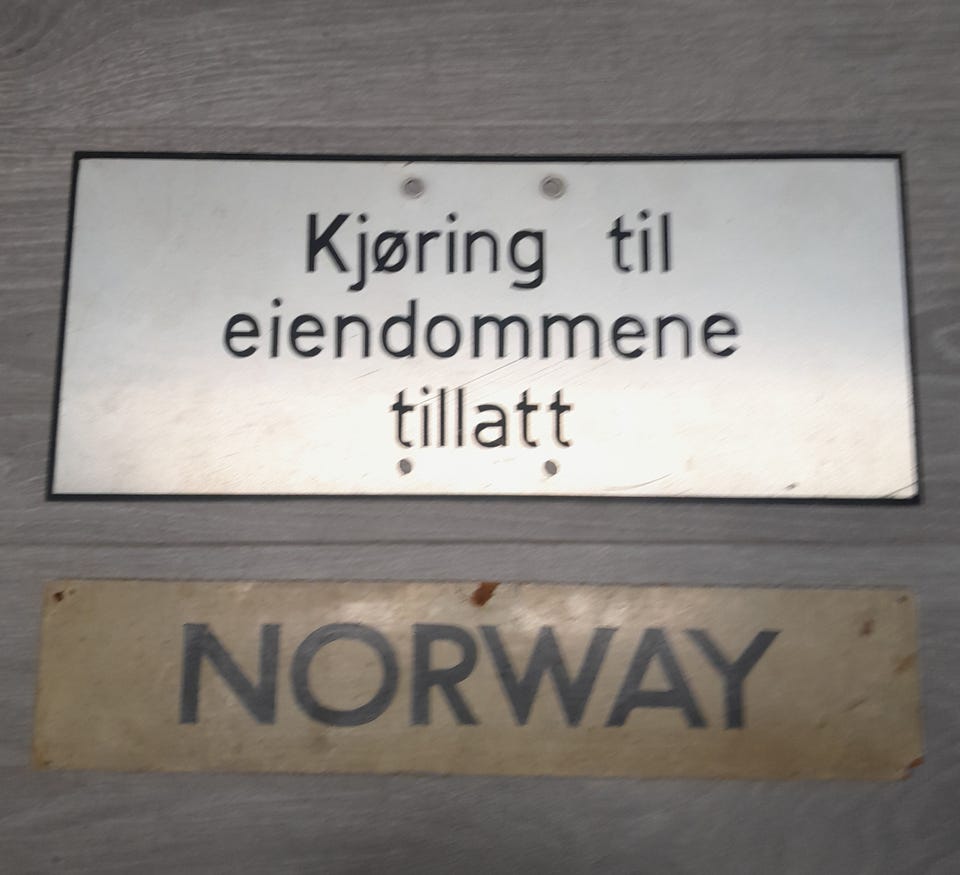 Kjøring til
eiendommene
tillatt
NORWAY